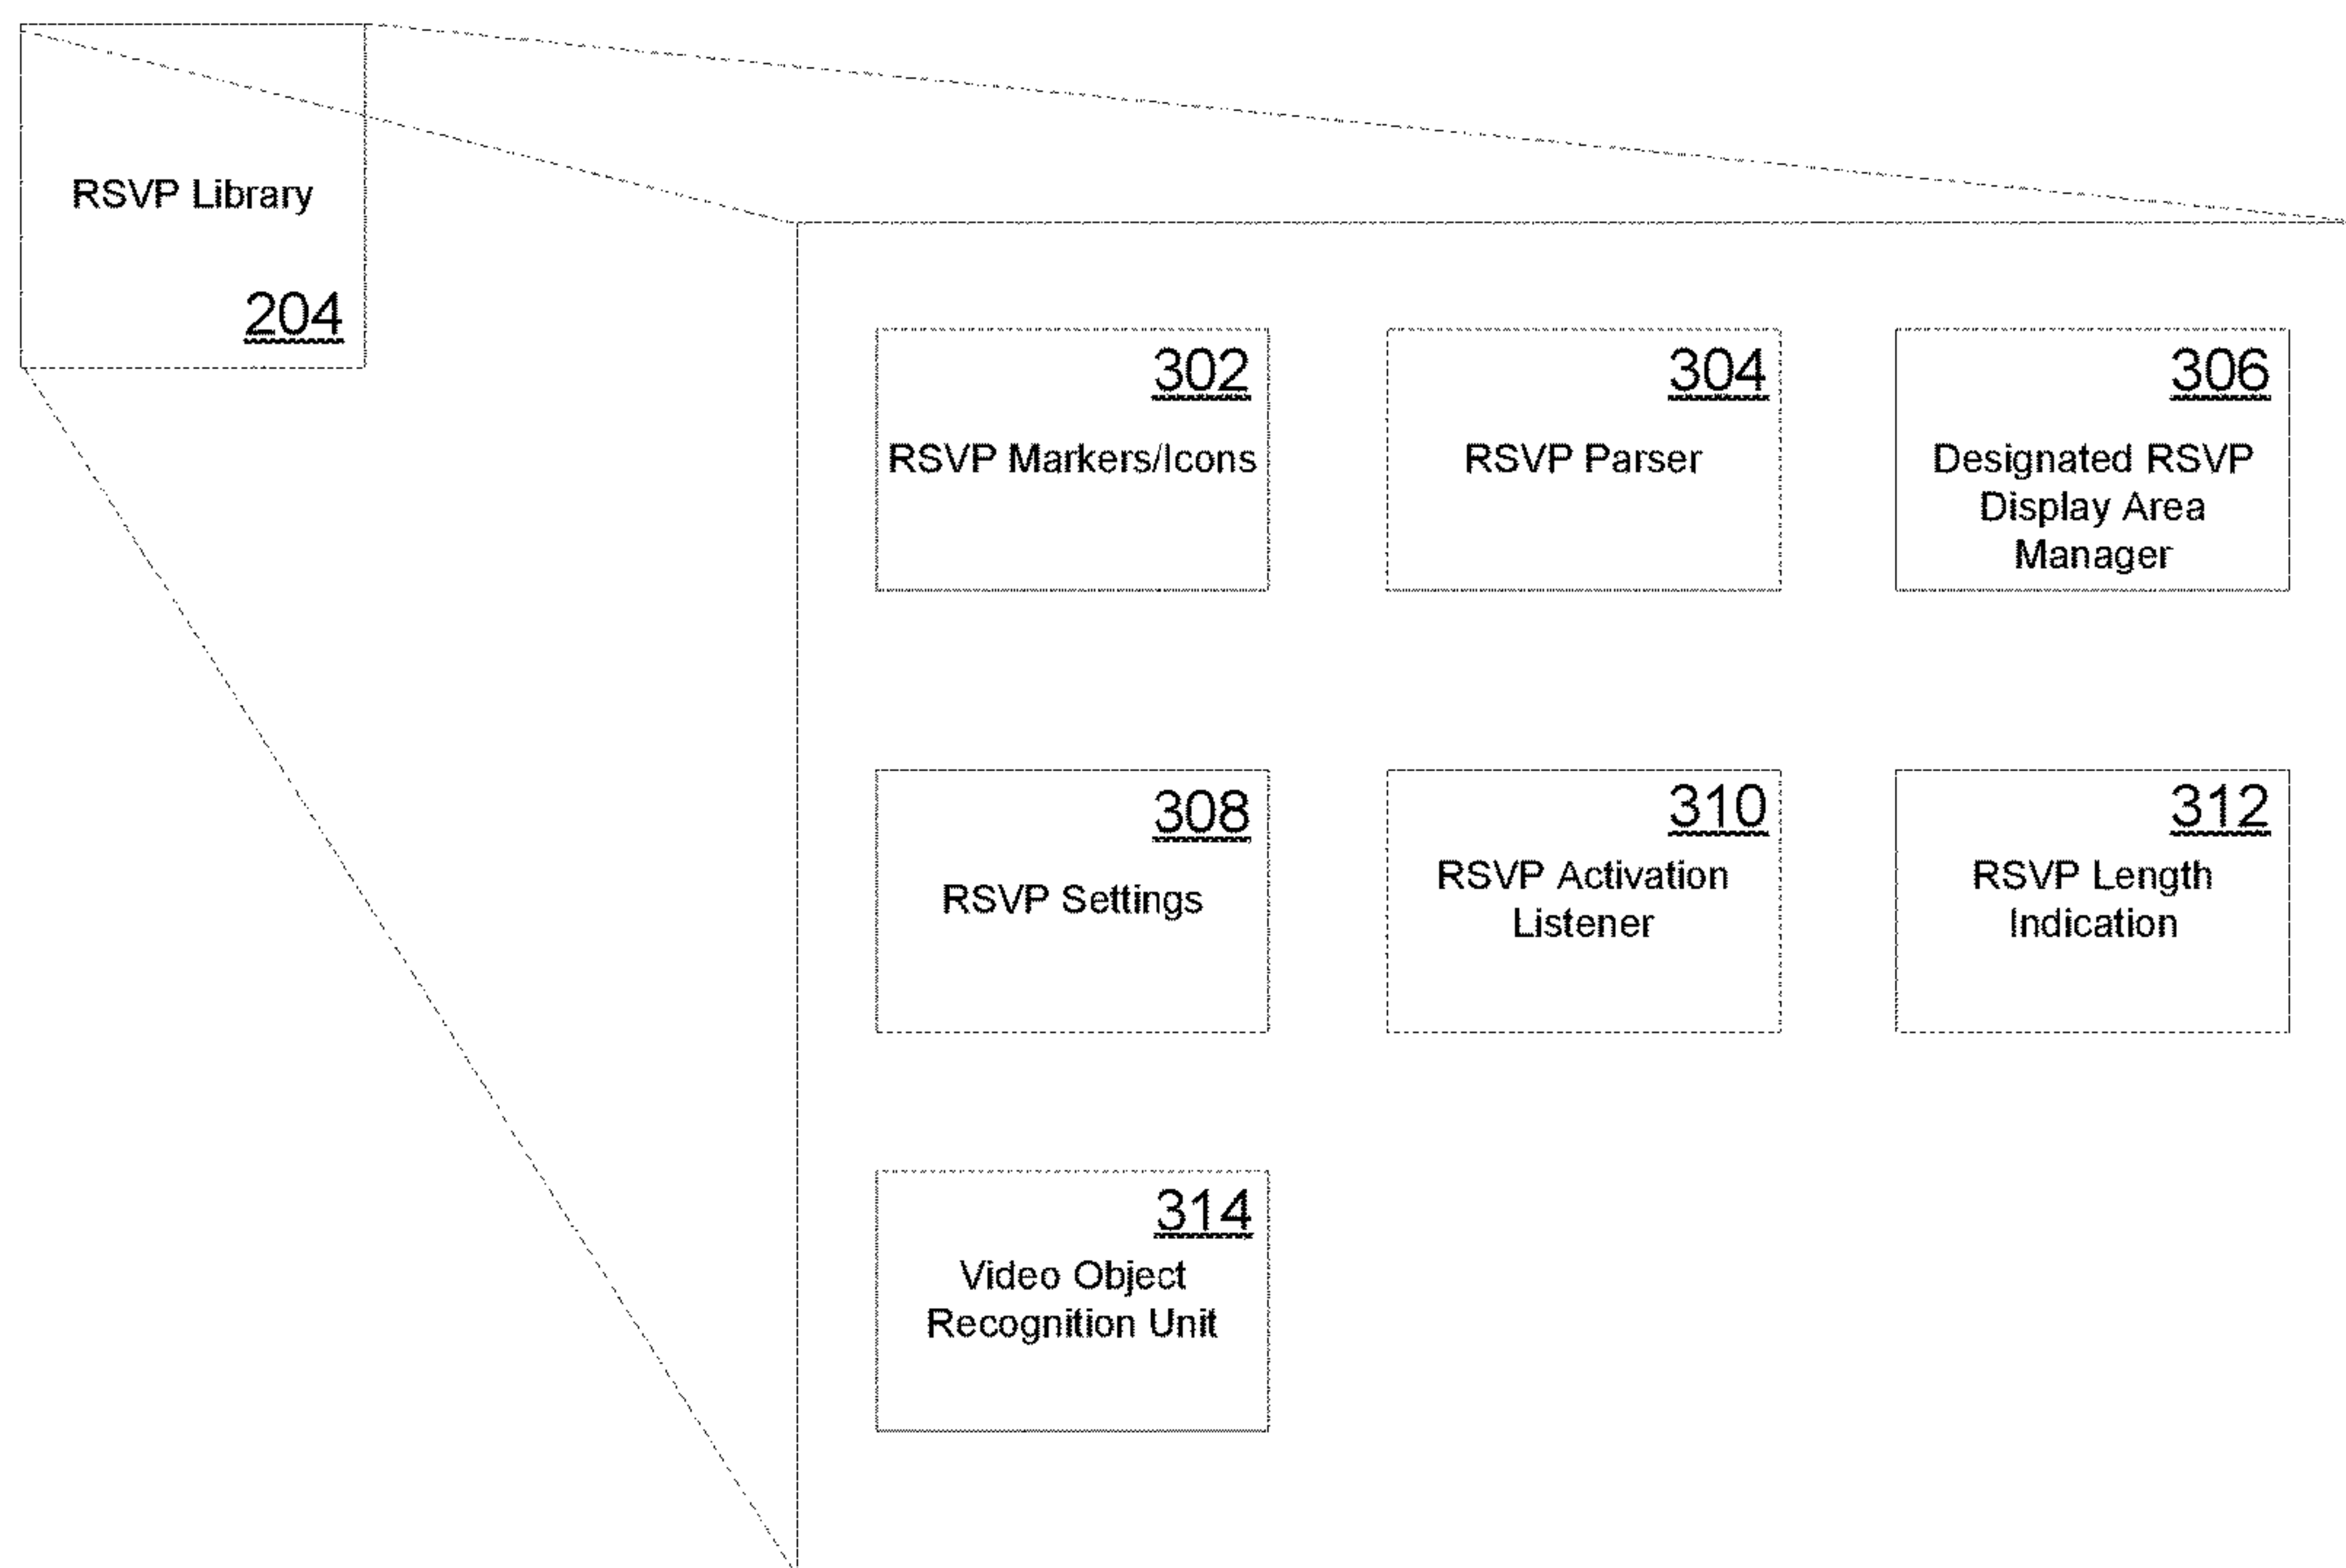 RSVP Library
204
302
RSVP Markers/Icons
304
RSVP Parser
306
Designated RSVP
Display Area
Manager
308
RSVP Settings
310
RSVP Activation
Listener
312
RSVP Length
Indication
314
Video Object
Recognition Unit